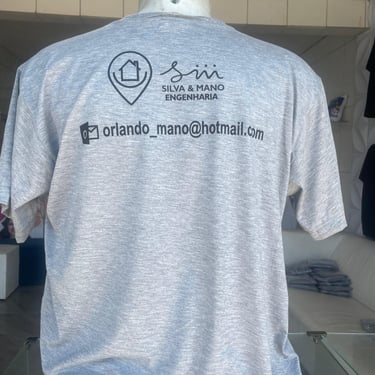 SILVA & MANO
ENGENHARIA
orlando_mano@hotmail.com